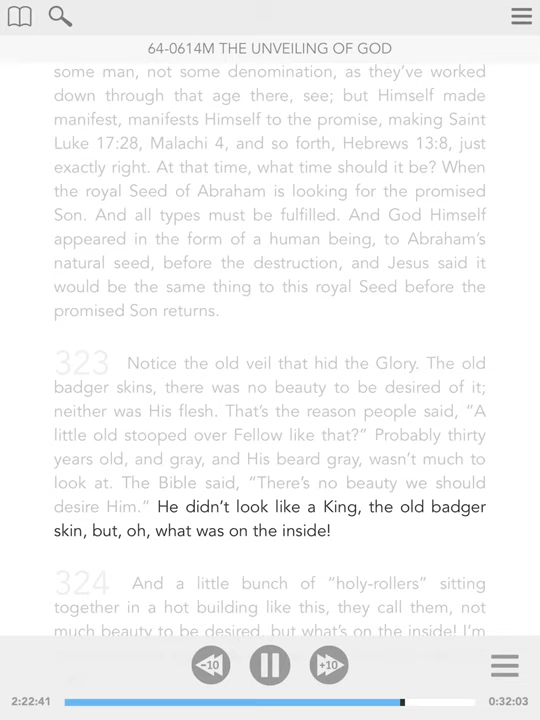 64-0614M THE UNVEILING OF GOD
some man, not some denomination, as they've worked
down through that age there, see; but Himself made
manifest, manifests Himself to the promise, making Saint
Luke 17:28, Malachi 4, and so forth, Hebrews 13:8, just
exactly right. At that time, what time should it be? When
the royal Seed of Abraham is looking for the promised
Son. And all types must be fulfilled. And God Himself
appeared in the form of a human being, to Abraham's
natural seed, before the destruction, and Jesus said it
would be the same thing to this royal Seed before the
promised Son returns.
323 Notice the old veil that hid the Glory. The old
badger skins, there was no beauty to be desired of it;
neither was His flesh. That's the reason people said, “A
little old stooped over Fellow like that?” Probably thirty
years old, and gray, and His beard gray, wasn't much to
look at. The Bible said, “There's no beauty we should
desire Him.” He didn't look like a King, the old badger
skin, but, oh, what was on the inside!
324 And a little bunch of “holy-rollers” sitting
together in a hot building like this, they call them, not
much beauty to be desired, but what's on the inside! I'm
-10
+10
2:22:41
0:32:03